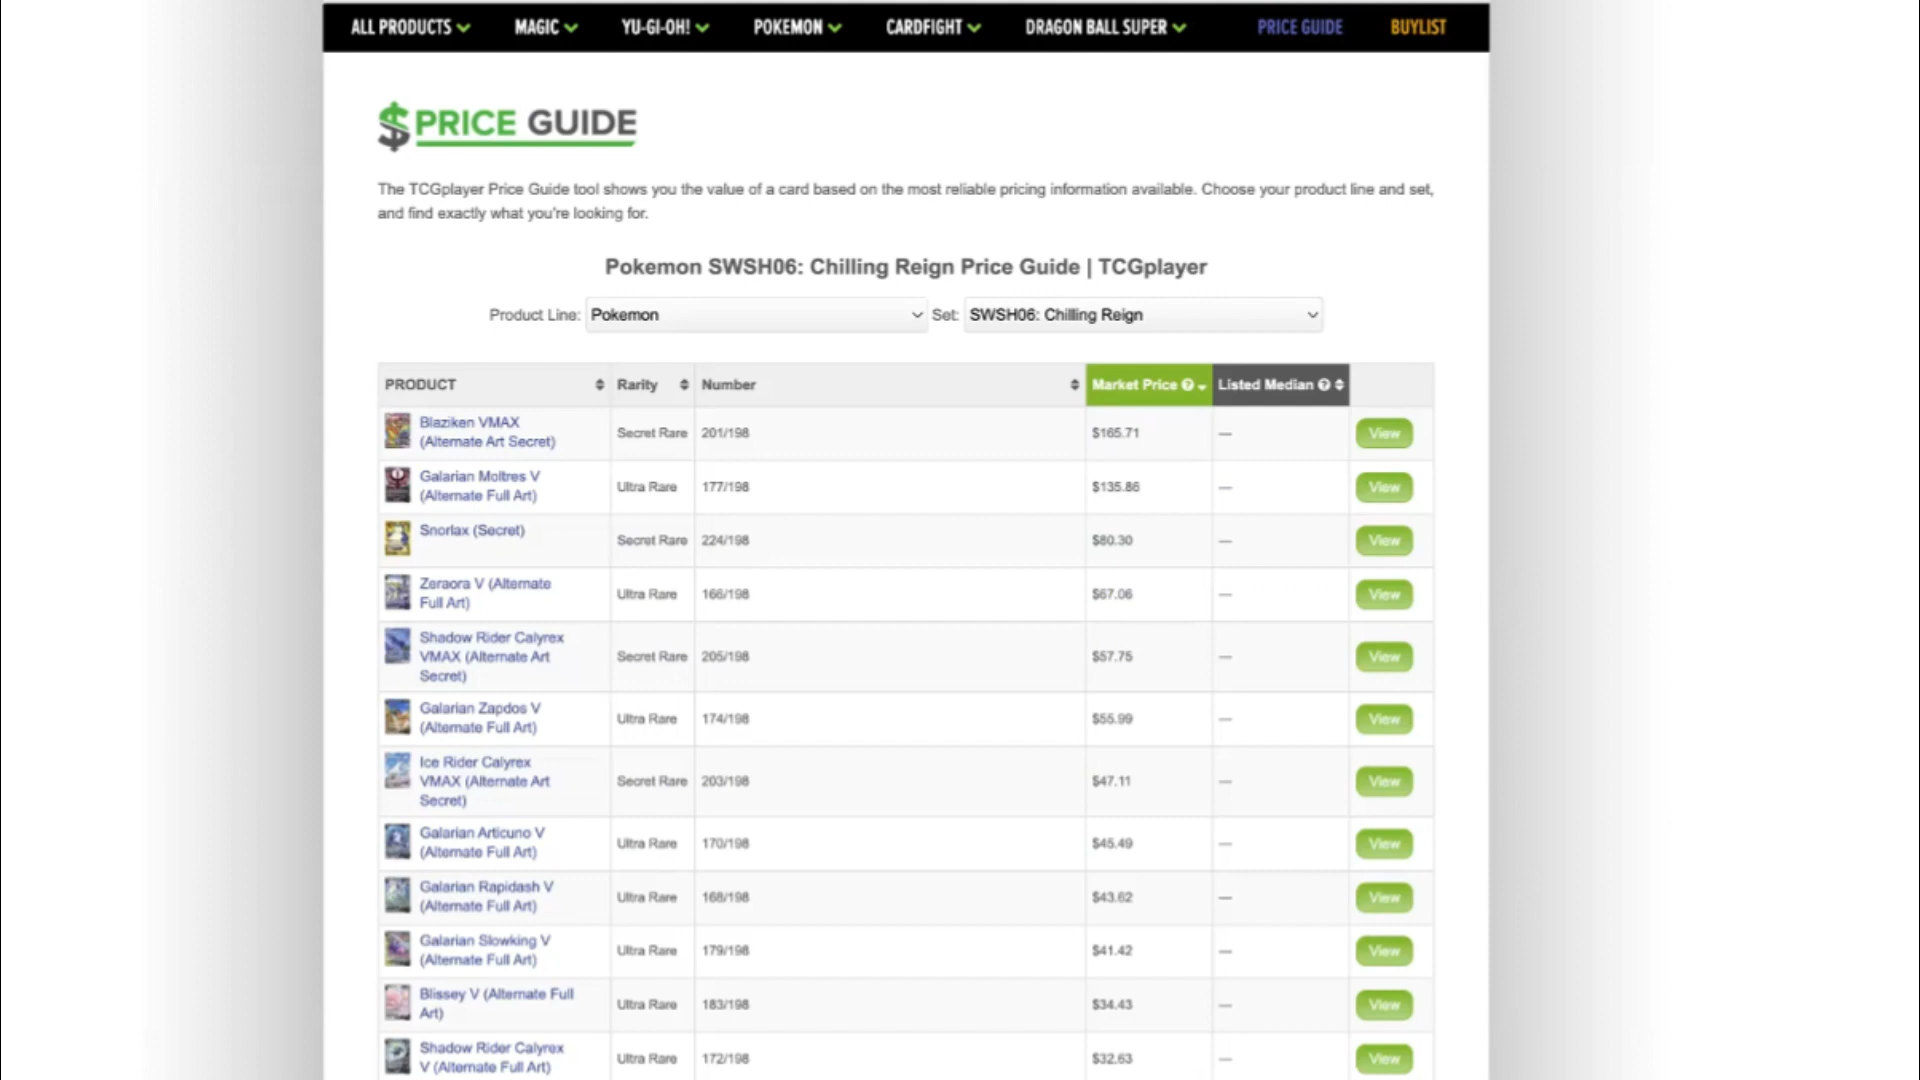 ALL PRODUCTS MAGIC YU-GI-OH! POKEMON CARDFIGHT DRAGON BALL SUPER PRICE GUIDE BUYLIST
$ PRICE GUIDE
The TCGplayer Price Guide tool shows you the value of a card based on the most reliable pricing information available. Choose your product line and set,
and find exactly what you're looking for.
Pokemon SWSH06: Chilling Reign Price Guide | TCGplayer
Product Line: Pokemon Set: SWSH06: Chilling Reign
PRODUCT Rarity Number Market Price ? Listed Median ?
Blaziken VMAX
(Alternate Art Secret) Secret Rare 201/198 $165.71 — View
Galarian Moltres V
(Alternate Full Art) Ultra Rare 177/198 $135.86 — View
Snorlax (Secret) Secret Rare 224/198 $80.30 — View
Zeraora V (Alternate
Full Art) Ultra Rare 166/198 $67.06 — View
Shadow Rider Calyrex
VMAX (Alternate Art Secret Rare 205/198 $57.75 — View
Secret)
Galarian Zapdos V
(Alternate Full Art) Ultra Rare 174/198 $55.99 — View
Ice Rider Calyrex
VMAX (Alternate Art Secret Rare 203/198 $47.11 — View
Secret)
Galarian Articuno V
(Alternate Full Art) Ultra Rare 170/198 $45.49 — View
Galarian Rapidash V
(Alternate Full Art) Ultra Rare 168/198 $43.62 — View
Galarian Slowking V
(Alternate Full Art) Ultra Rare 179/198 $41.42 — View
Blissey V (Alternate Full
Art) Ultra Rare 183/198 $34.43 — View
Shadow Rider Calyrex
V (Alternate Full Art) Ultra Rare 172/198 $32.63 — View